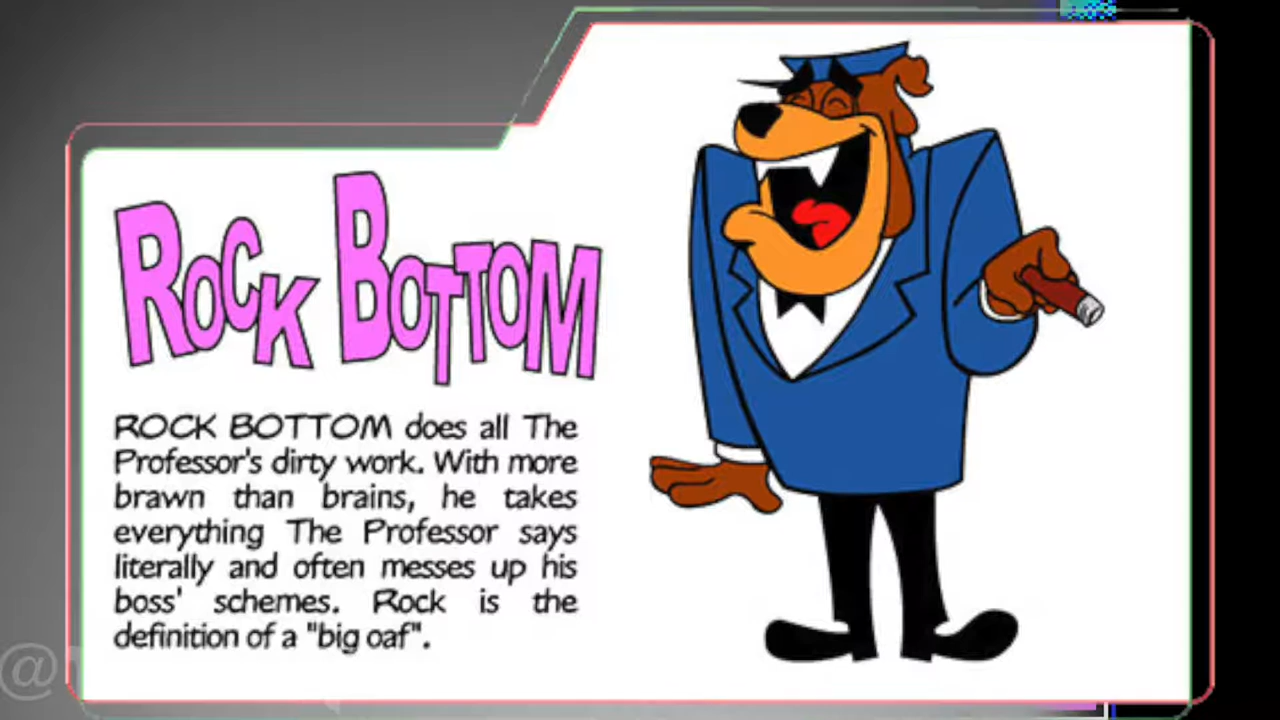 ROCK BOTTOM
ROCK BOTTOM does all The
Professor's dirty work. With more
brawn than brains, he takes
everything The Professor says
literally and often messes up his
boss' schemes. Rock is the
definition of a "big oaf".